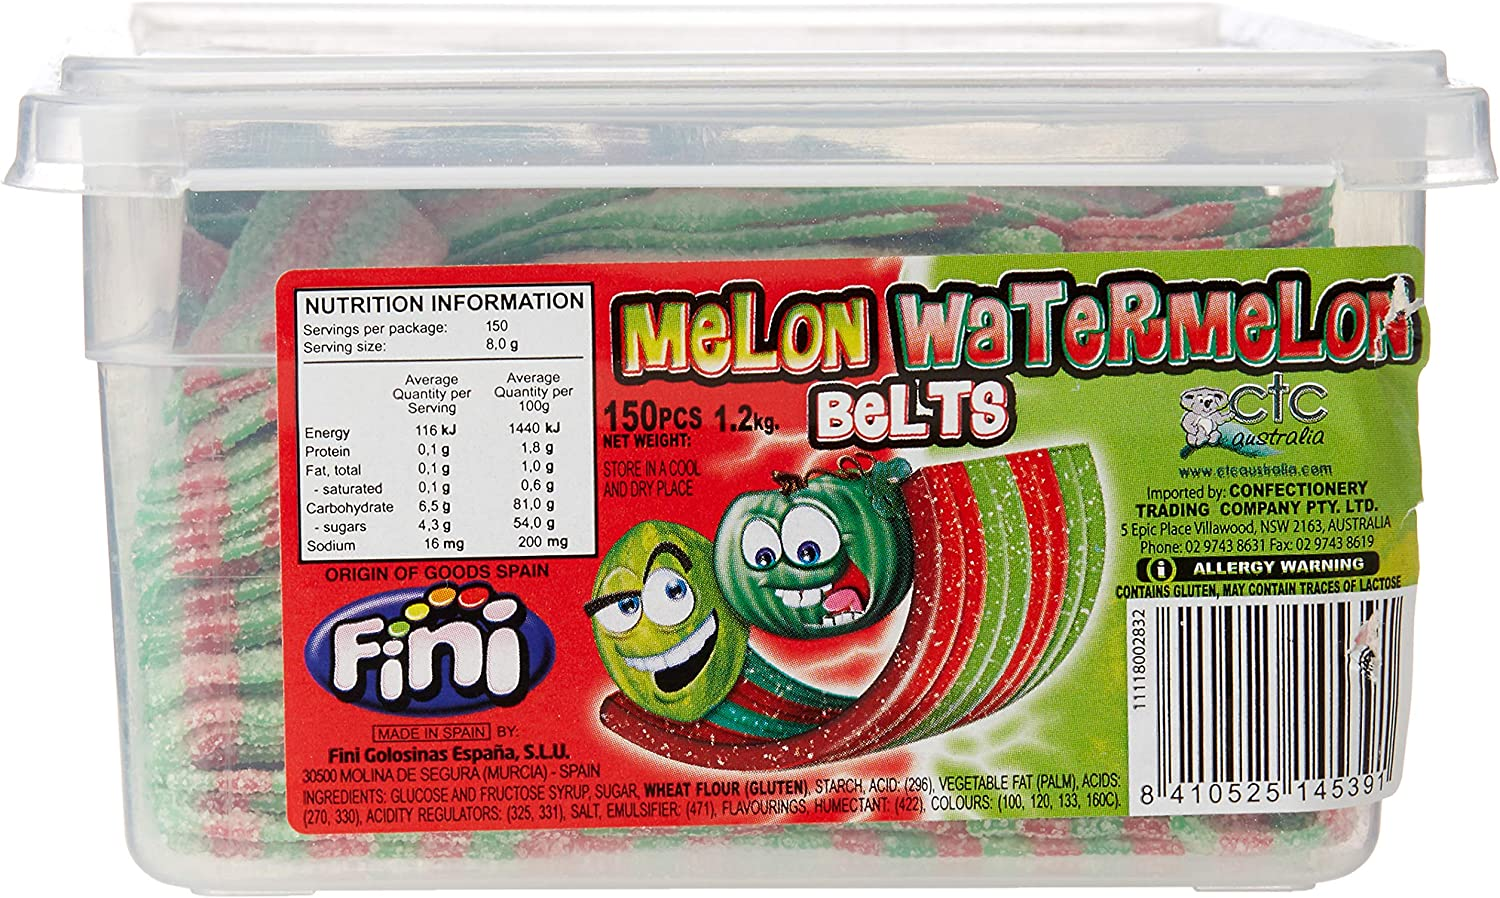 MELON WATERMELON
BELTS
150PCS 1.2kg.
NET WEIGHT:
STORE IN A COOL
AND DRY PLACE
NUTRITION INFORMATION
Servings per package: 150
Serving size: 8,0 g
Average Quantity per Serving Average Quantity per 100g
Energy 116 kJ 1440 kJ
Protein 0,1 g 1,8 g
Fat, total 0,1 g 1,0 g
- saturated 0,1 g 0,6 g
Carbohydrate 6,5 g 81,0 g
- sugars 4,3 g 54,0 g
Sodium 16 mg 200 mg
ORIGIN OF GOODS SPAIN
Fini
MADE IN SPAIN BY:
Fini Golosinas España, S.L.U.
30500 MOLINA DE SEGURA (MURCIA) - SPAIN
INGREDIENTS: GLUCOSE AND FRUCTOSE SYRUP, SUGAR, WHEAT FLOUR (GLUTEN), STARCH, ACID: (296), VEGETABLE FAT (PALM), ACIDS:
(270, 330), ACIDITY REGULATORS: (325, 331), SALT, EMULSIFIER: (471), FLAVOURINGS, HUMECTANT: (422), COLOURS: (100, 120, 133, 160C).
ctc
australia
www.ctcaustralia.com
Imported by: CONFECTIONERY
TRADING COMPANY PTY. LTD.
5 Epic Place Villawood, NSW 2163, AUSTRALIA
Phone: 02 9743 8631 Fax: 02 9743 8619
i ALLERGY WARNING
CONTAINS GLUTEN, MAY CONTAIN TRACES OF LACTOSE
11118002832
8 410525 145391